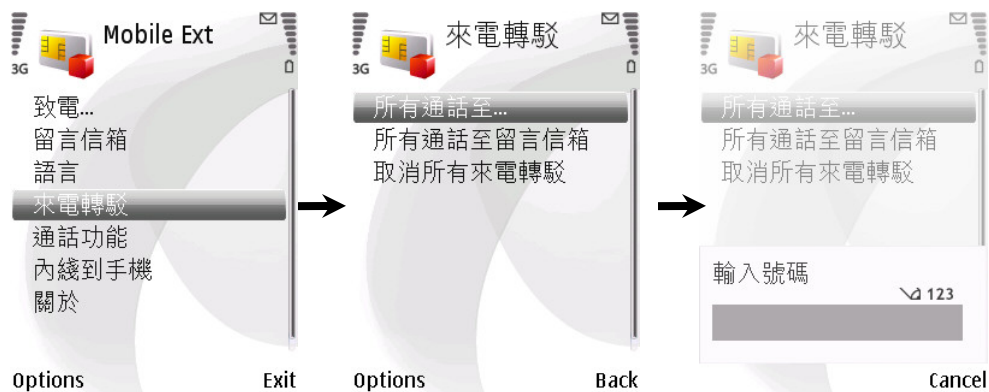 Mobile Ext
3G
致電...
留言信箱
語言
來電轉駁
通話功能
內綫到手機
關於
Options
Exit
來電轉駁
3G
所有通話至...
所有通話至留言信箱
取消所有來電轉駁
Options
Back
來電轉駁
3G
所有通話至...
所有通話至留言信箱
取消所有來電轉駁
輸入號碼
123
Cancel